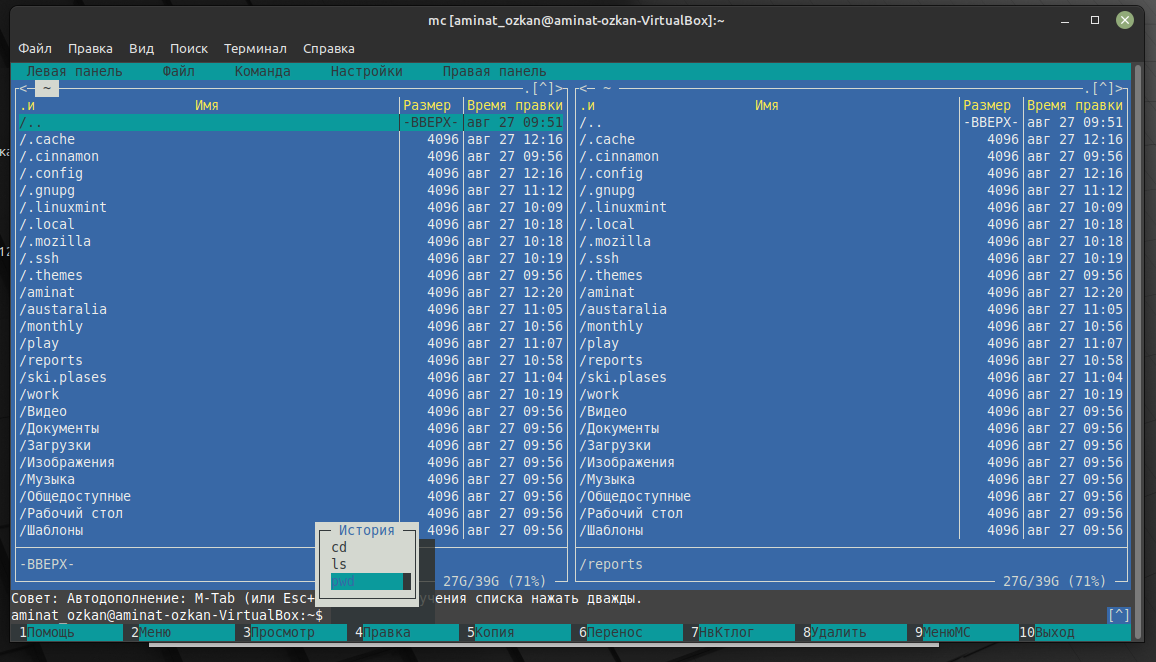 mc [aminat_ozkan@aminat-ozkan-VirtualBox]:~
Файл Правка Вид Поиск Терминал Справка
Левая панель Файл Команда Настройки Правая панель
<─ ~ .[^]> <─ ~ .[^]>
.и Имя Размер Время правки .и Имя Размер Время правки
/.. -ВВЕРХ- авг 27 09:51 /.. -ВВЕРХ- авг 27 09:51
/.cache 4096 авг 27 12:16 /.cache 4096 авг 27 12:16
/.cinnamon 4096 авг 27 09:56 /.cinnamon 4096 авг 27 09:56
/.config 4096 авг 27 12:16 /.config 4096 авг 27 12:16
/.gnupg 4096 авг 27 11:12 /.gnupg 4096 авг 27 11:12
/.linuxmint 4096 авг 27 10:09 /.linuxmint 4096 авг 27 10:09
/.local 4096 авг 27 10:18 /.local 4096 авг 27 10:18
/.mozilla 4096 авг 27 10:18 /.mozilla 4096 авг 27 10:18
/.ssh 4096 авг 27 10:19 /.ssh 4096 авг 27 10:19
/.themes 4096 авг 27 09:56 /.themes 4096 авг 27 09:56
/aminat 4096 авг 27 12:20 /aminat 4096 авг 27 12:20
/austaralia 4096 авг 27 11:05 /austaralia 4096 авг 27 11:05
/monthly 4096 авг 27 10:56 /monthly 4096 авг 27 10:56
/play 4096 авг 27 11:07 /play 4096 авг 27 11:07
/reports 4096 авг 27 10:58 /reports 4096 авг 27 10:58
/ski.plases 4096 авг 27 11:04 /ski.plases 4096 авг 27 11:04
/work 4096 авг 27 10:19 /work 4096 авг 27 10:19
/Видео 4096 авг 27 09:56 /Видео 4096 авг 27 09:56
/Документы 4096 авг 27 09:56 /Документы 4096 авг 27 09:56
/Загрузки 4096 авг 27 09:56 /Загрузки 4096 авг 27 09:56
/Изображения 4096 авг 27 09:56 /Изображения 4096 авг 27 09:56
/Музыка 4096 авг 27 09:56 /Музыка 4096 авг 27 09:56
/Общедоступные 4096 авг 27 09:56 /Общедоступные 4096 авг 27 09:56
/Рабочий стол 4096 авг 27 09:56 /Рабочий стол 4096 авг 27 09:56
/Шаблоны 4096 авг 27 09:56 /Шаблоны 4096 авг 27 09:56
История
cd
ls
pwd
-ВВЕРХ- /reports
27G/39G (71%) 27G/39G (71%)
Совет: Автодополнение: M-Tab (или Esc+ учения списка нажать дважды.
aminat_ozkan@aminat-ozkan-VirtualBox:~$ [^]
1Помощь 2Меню 3Просмотр 4Правка 5Копия 6Перенос 7НвКтлог 8Удалить 9МенюМС 10Выход